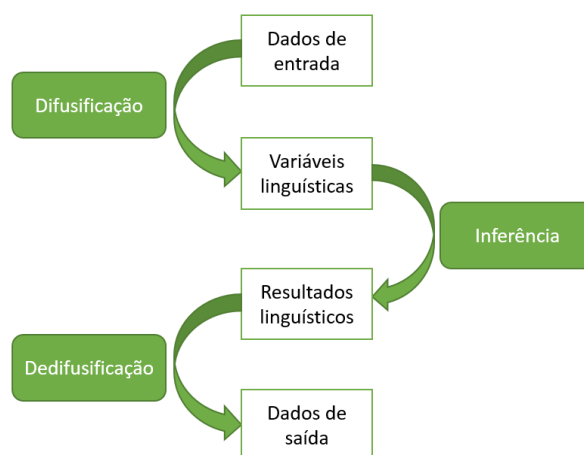 Dados de
entrada
Difusificação
Variáveis
linguísticas
Inferência
Resultados
linguísticos
Dedifusificação
Dados de
saída